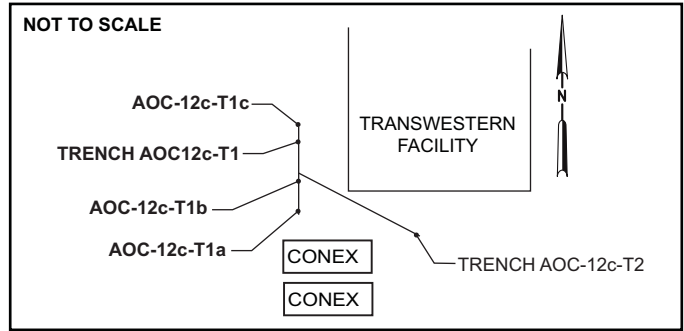 NOT TO SCALE
AOC-12c-T1c
TRENCH AOC12c-T1
AOC-12c-T1b
AOC-12c-T1a
TRANSWESTERN
FACILITY
N
CONEX
CONEX
TRENCH AOC-12c-T2